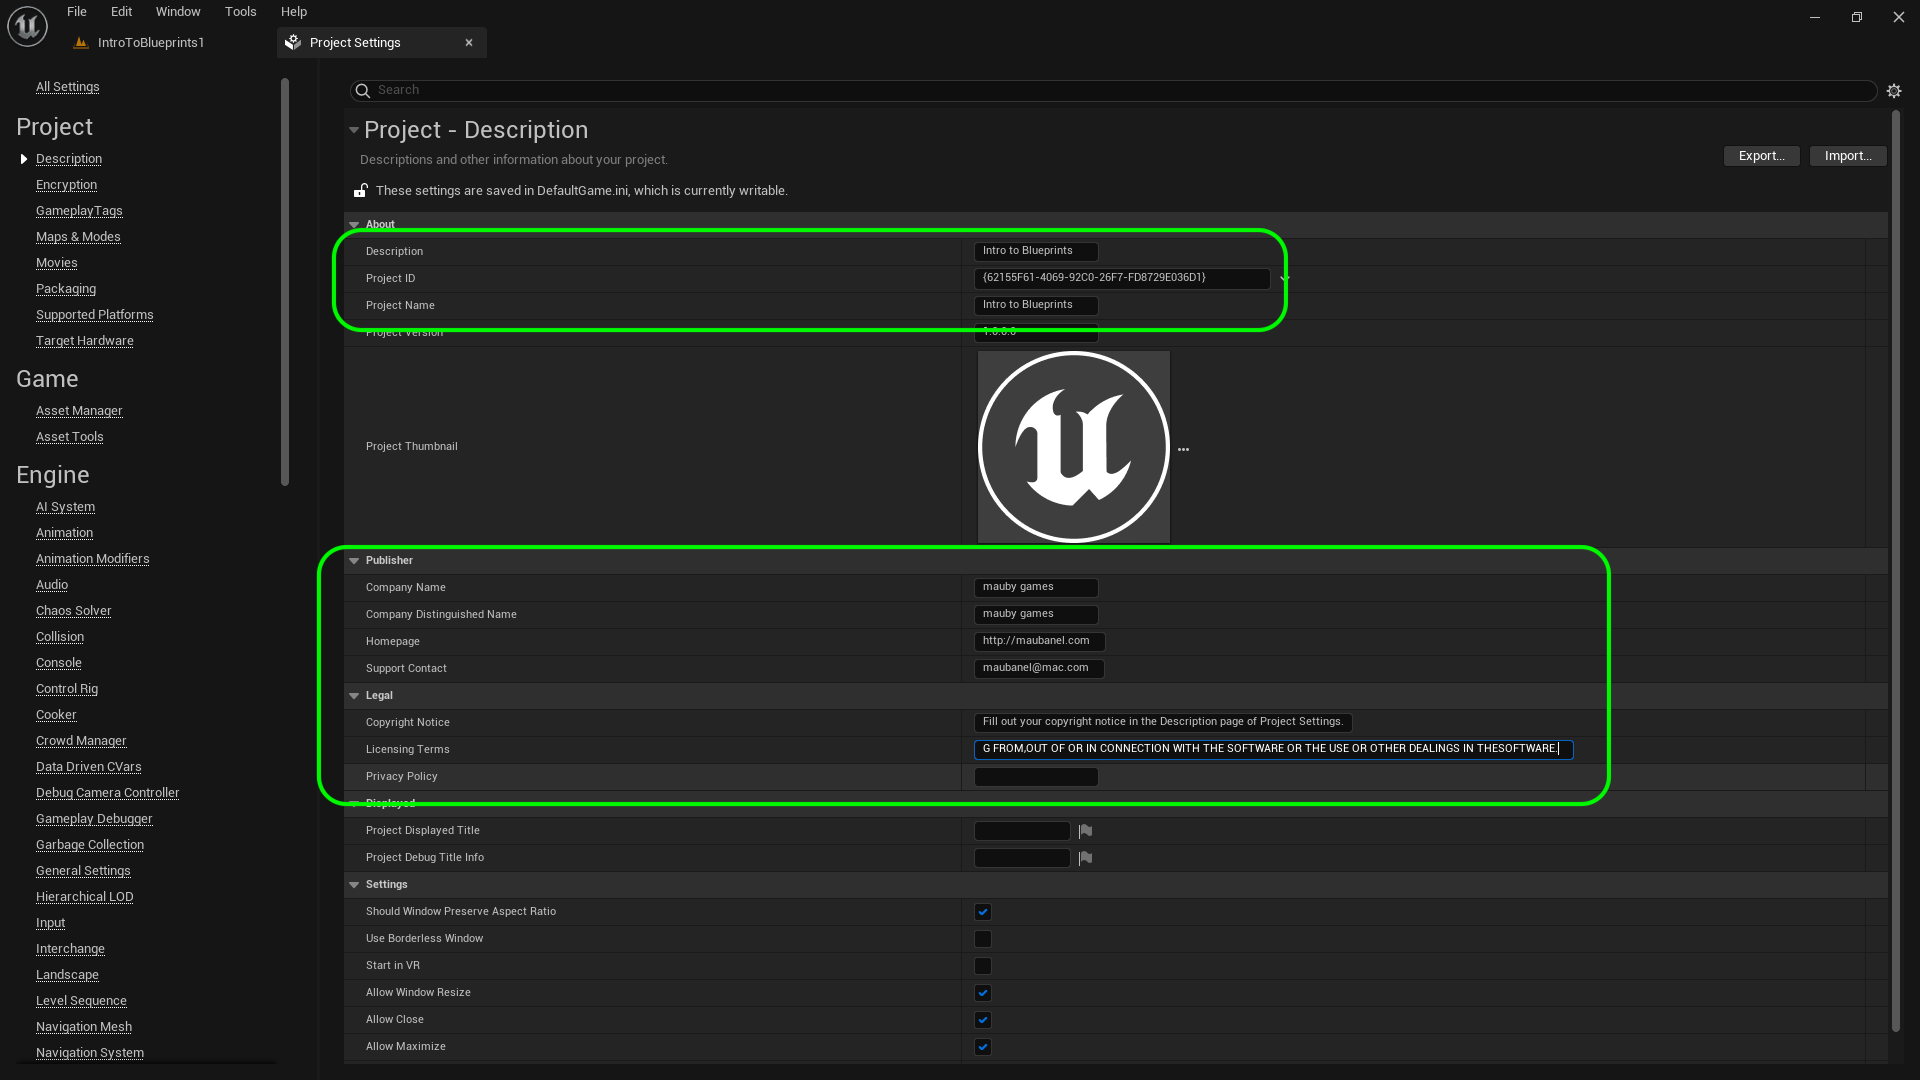 File Edit Window Tools Help
IntroToBlueprints1
Project Settings
All Settings
Project
Description
Encryption
GameplayTags
Maps & Modes
Movies
Packaging
Supported Platforms
Target Hardware
Game
Asset Manager
Asset Tools
Engine
AI System
Animation
Animation Modifiers
Audio
Chaos Solver
Collision
Console
Control Rig
Cooker
Crowd Manager
Data Driven CVars
Debug Camera Controller
Gameplay Debugger
Garbage Collection
General Settings
Hierarchical LOD
Input
Interchange
Landscape
Level Sequence
Navigation Mesh
Navigation System
Search
Project - Description
Descriptions and other information about your project.
Export... Import...
These settings are saved in DefaultGame.ini, which is currently writable.
About
Description Intro to Blueprints
Project ID {62155F61-4069-92C0-26F7-FD8729E036D1}
Project Name Intro to Blueprints
Project Version 1.0.0.0
Project Thumbnail
Publisher
Company Name mauby games
Company Distinguished Name mauby games
Homepage http://maubanel.com
Support Contact maubanel@mac.com
Legal
Copyright Notice Fill out your copyright notice in the Description page of Project Settings.
Licensing Terms G FROM,OUT OF OR IN CONNECTION WITH THE SOFTWARE OR THE USE OR OTHER DEALINGS IN THESOFTWARE.
Privacy Policy
Displayed
Project Displayed Title
Project Debug Title Info
Settings
Should Window Preserve Aspect Ratio
Use Borderless Window
Start in VR
Allow Window Resize
Allow Close
Allow Maximize